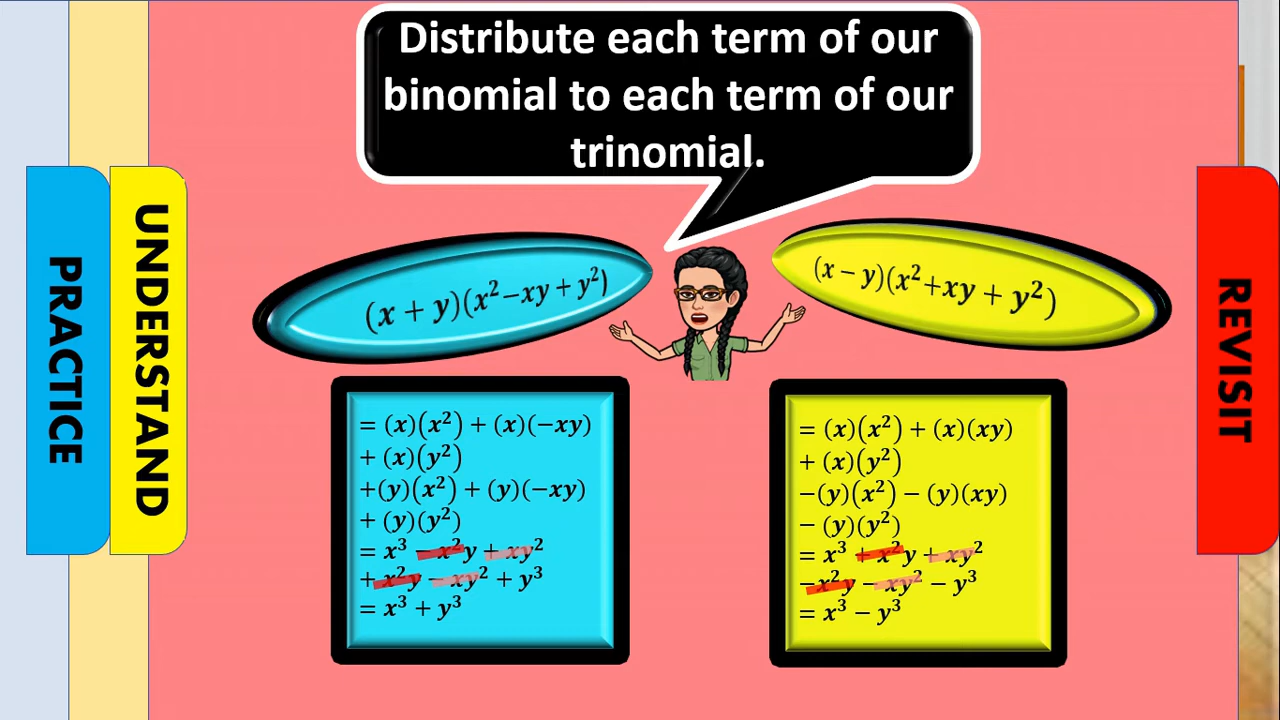 Distribute each term of our
binomial to each term of our
trinomial.
PRACTICE
UNDERSTAND
(x + y)(x²−xy + y²)
(x − y)(x²+xy + y²)
REVISIT
= (x)(x²) + (x)(−xy)
+ (x)(y²)
+(y)(x²) + (y)(−xy)
+ (y)(y²)
= x³ − x²y + xy²
+ x²y − xy² + y³
= x³ + y³
= (x)(x²) + (x)(xy)
+ (x)(y²)
−(y)(x²) − (y)(xy)
− (y)(y²)
= x³ + x²y + xy²
−x²y − xy² − y³
= x³ − y³